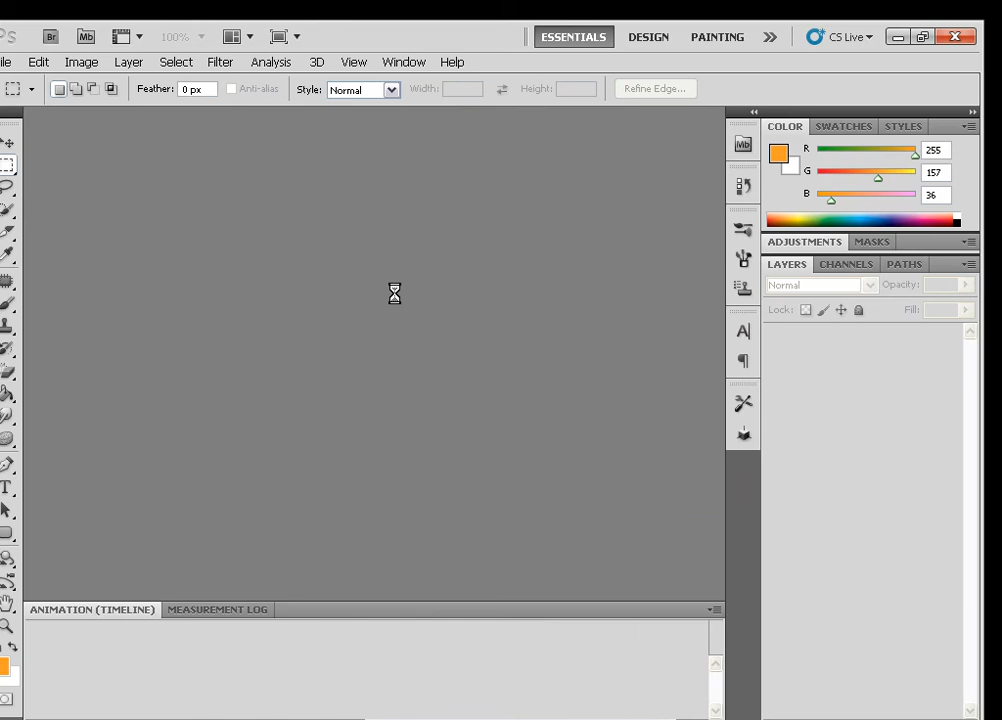 PS Br Mb 100% ESSENTIALS DESIGN PAINTING CS Live
ile Edit Image Layer Select Filter Analysis 3D View Window Help
Feather: 0 px Anti-alias Style: Normal Width: Height: Refine Edge...
Mb
COLOR SWATCHES STYLES
R 255
G 157
B 36
ADJUSTMENTS MASKS
LAYERS CHANNELS PATHS
Normal Opacity:
Lock: Fill:
A
T
ANIMATION (TIMELINE) MEASUREMENT LOG